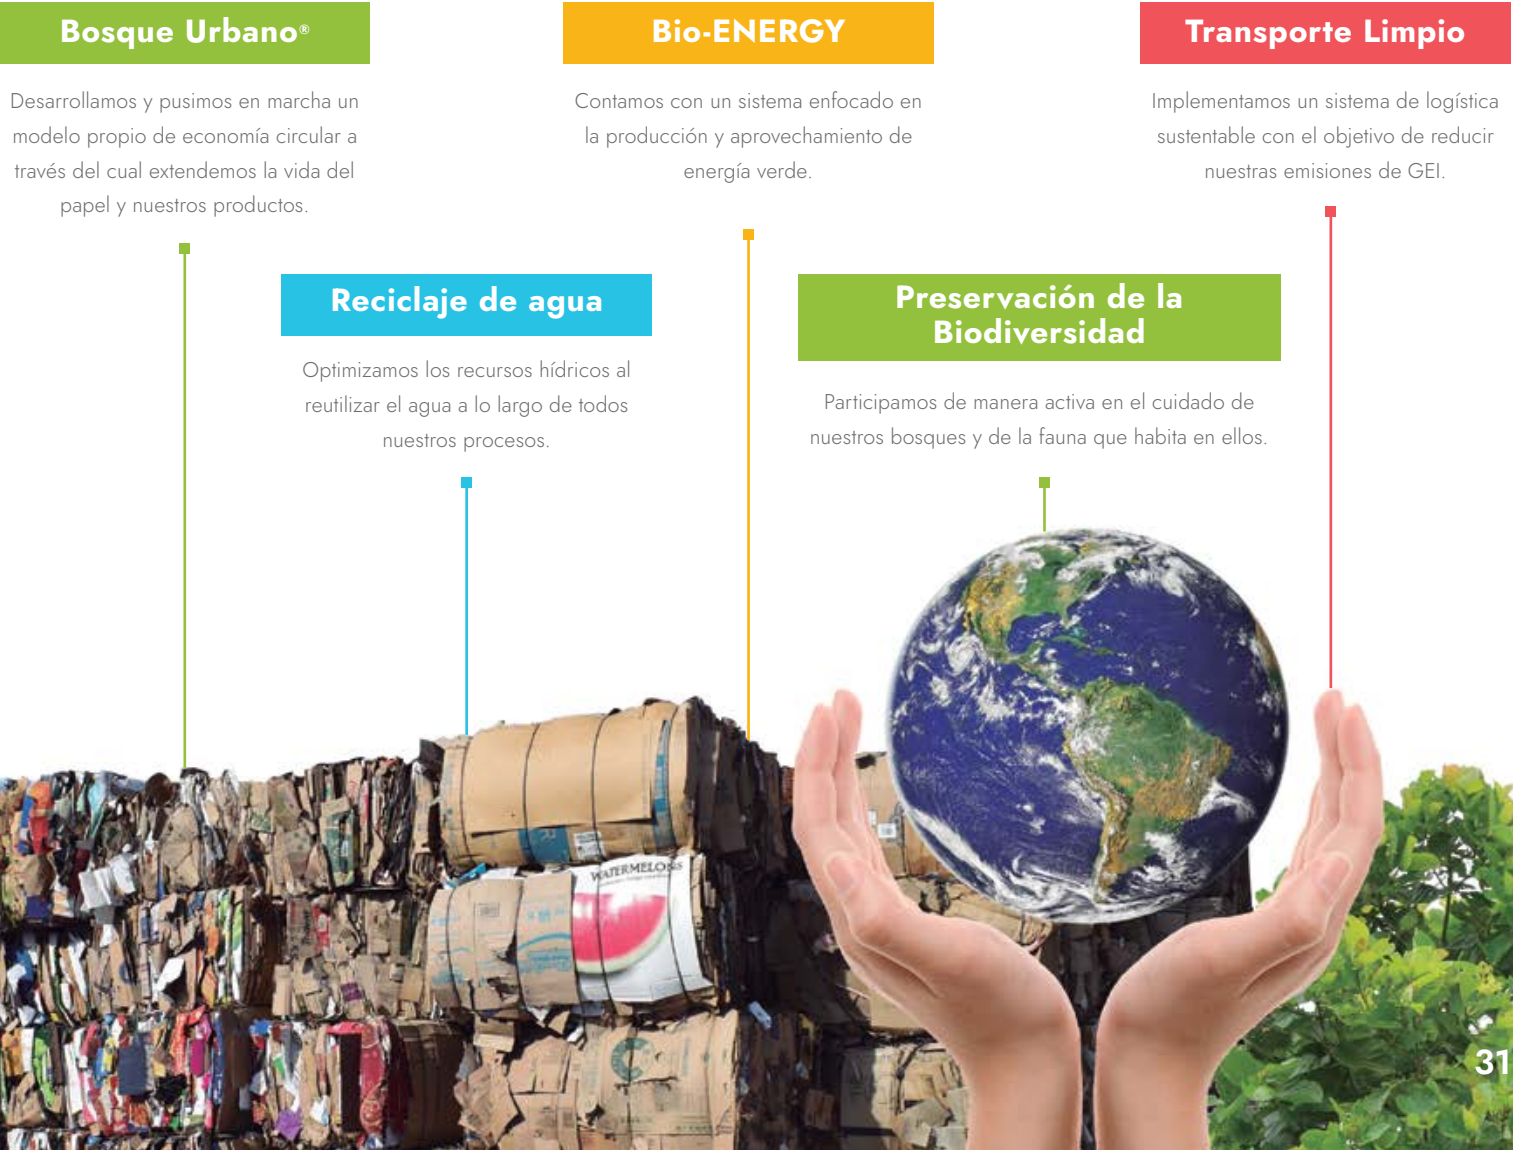 Bosque Urbano®
Desarrollamos y pusimos en marcha un
modelo propio de economía circular a
través del cual extendemos la vida del
papel y nuestros productos.
Reciclaje de agua
Optimizamos los recursos hídricos al
reutilizar el agua a lo largo de todos
nuestros procesos.
Bio-ENERGY
Contamos con un sistema enfocado en
la producción y aprovechamiento de
energía verde.
Preservación de la
Biodiversidad
Participamos de manera activa en el cuidado de
nuestros bosques y de la fauna que habita en ellos.
Transporte Limpio
Implementamos un sistema de logística
sustentable con el objetivo de reducir
nuestras emisiones de GEI.
WATERMELONS
31